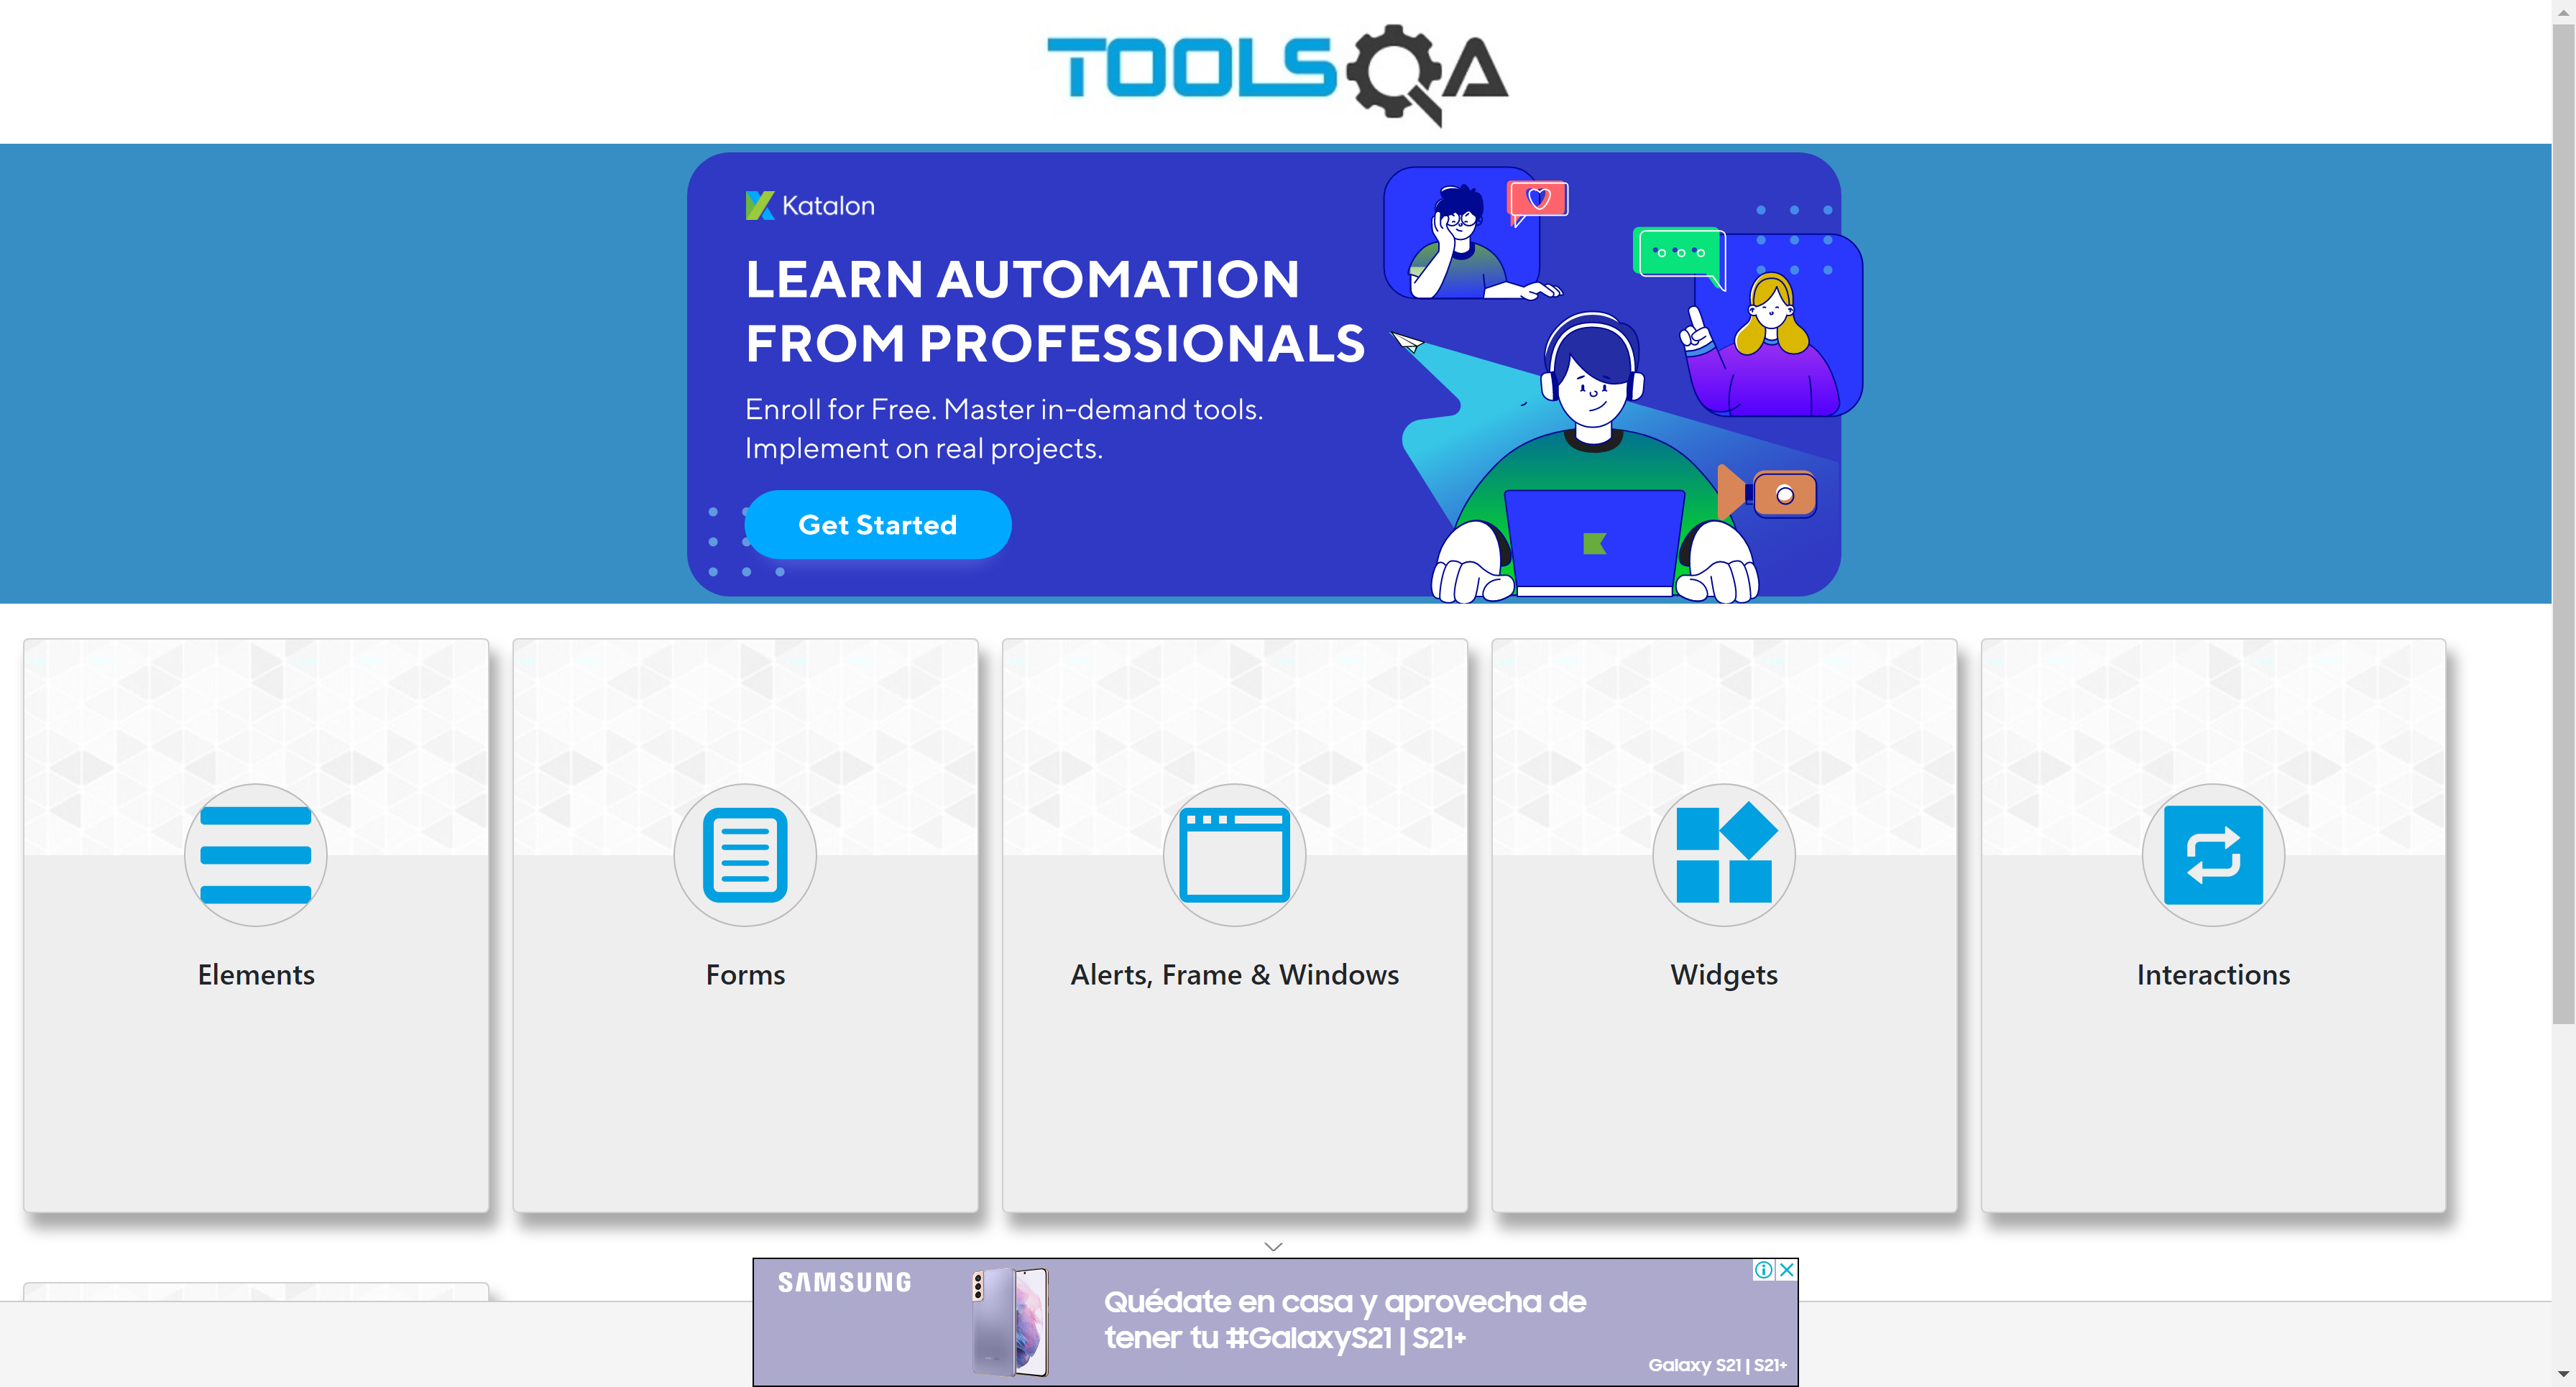 TOOLSQA
Katalon
LEARN AUTOMATION
FROM PROFESSIONALS
Enroll for Free. Master in-demand tools.
Implement on real projects.
Get Started
Elements
Forms
Alerts, Frame & Windows
Widgets
Interactions
SAMSUNG
Quédate en casa y aprovecha de
tener tu #GalaxyS21 | S21+
Galaxy S21 | S21+